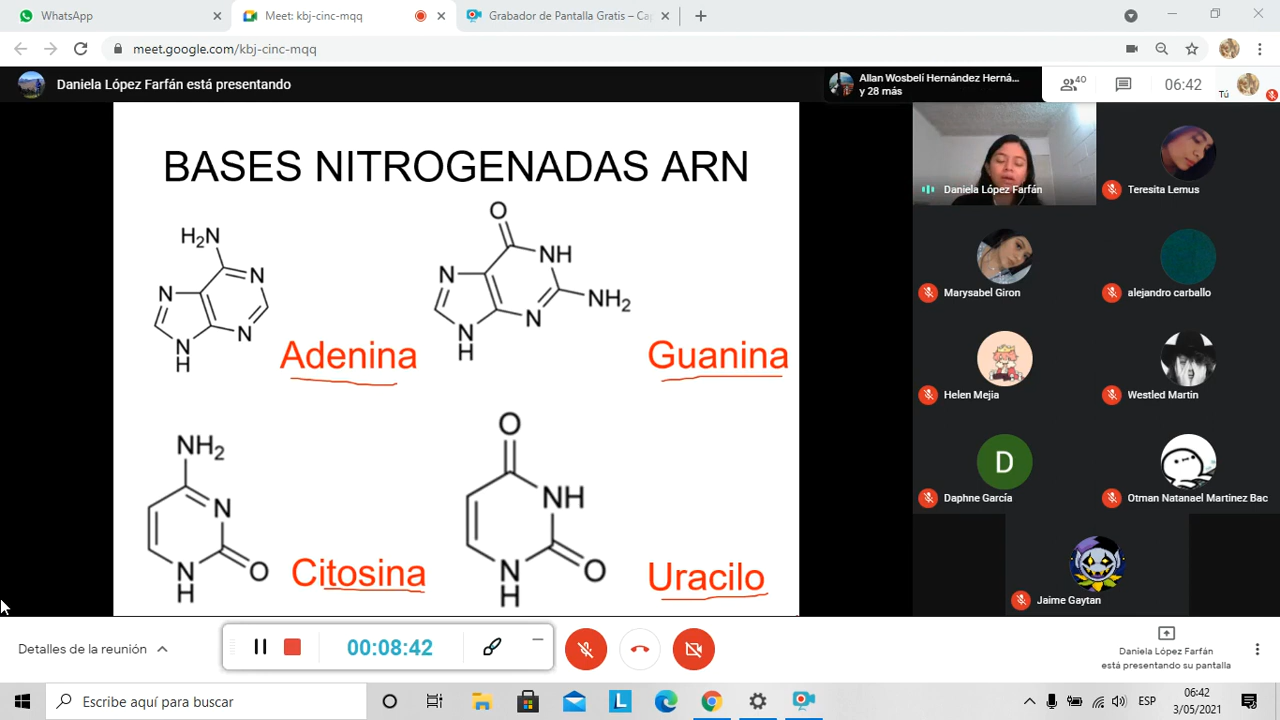 WhatsApp
Meet: kbj-cinc-mqq
Grabador de Pantalla Gratis – Ca
meet.google.com/kbj-cinc-mqq
Daniela López Farfán está presentando
Allan Wosbelí Hernández Herná...
y 28 más
40
06:42
Tú
BASES NITROGENADAS ARN
H₂N
N
N
N
N
H
Adenina
O
N
NH
NH₂
N
N
H
Guanina
NH₂
N
N
H
O
Citosina
O
NH
N
H
O
Uracilo
Daniela López Farfán
Teresita Lemus
Marysabel Giron
alejandro carballo
Helen Mejia
Westled Martin
D
Daphne García
Otman Natanael Martinez Bac
Jaime Gaytan
Detalles de la reunión
00:08:42
Daniela López Farfán
está presentando su pantalla
Escribe aquí para buscar
L
ESP
06:42
3/05/2021